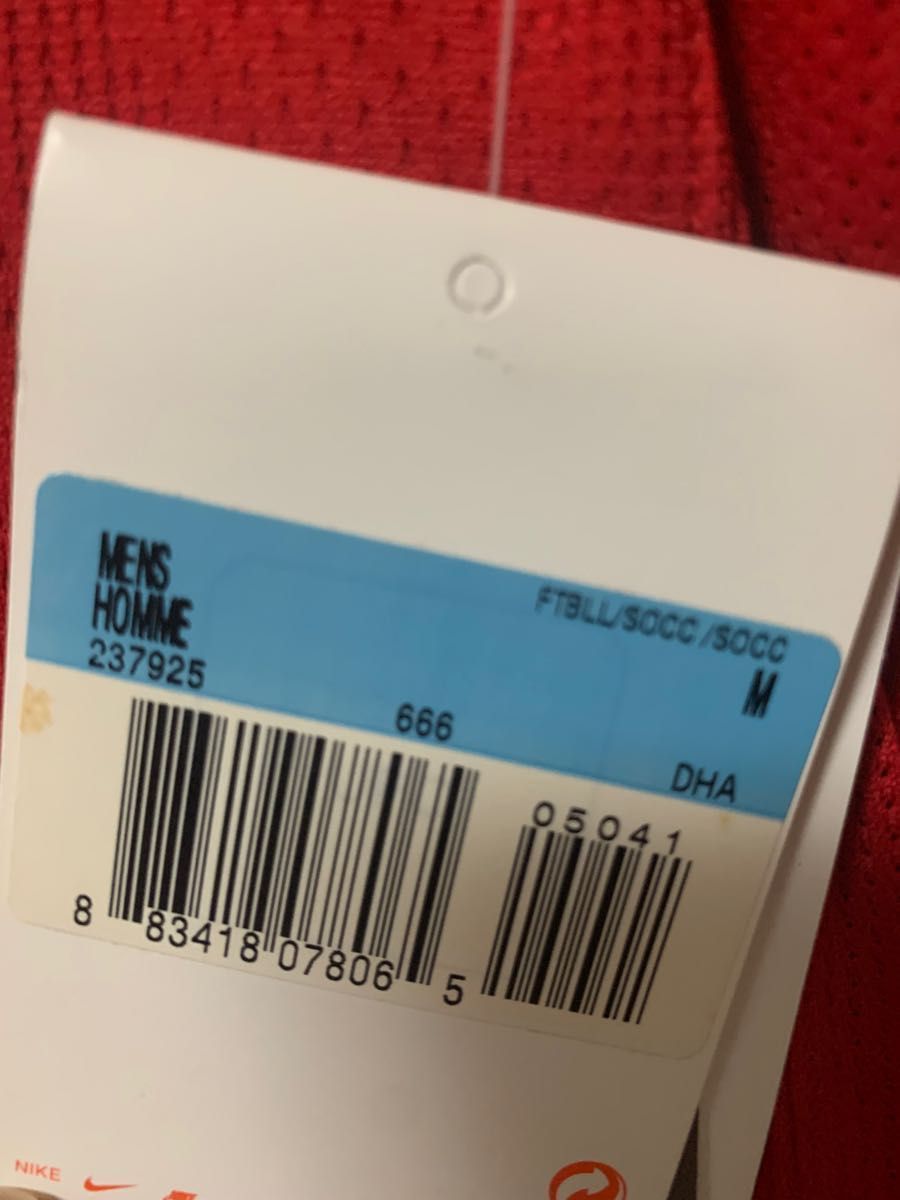 MENS
HOMME
237925
FTBLL/SOCC/SOCC
M
666
DHA
05041
8 83418 07806 5
NIKE